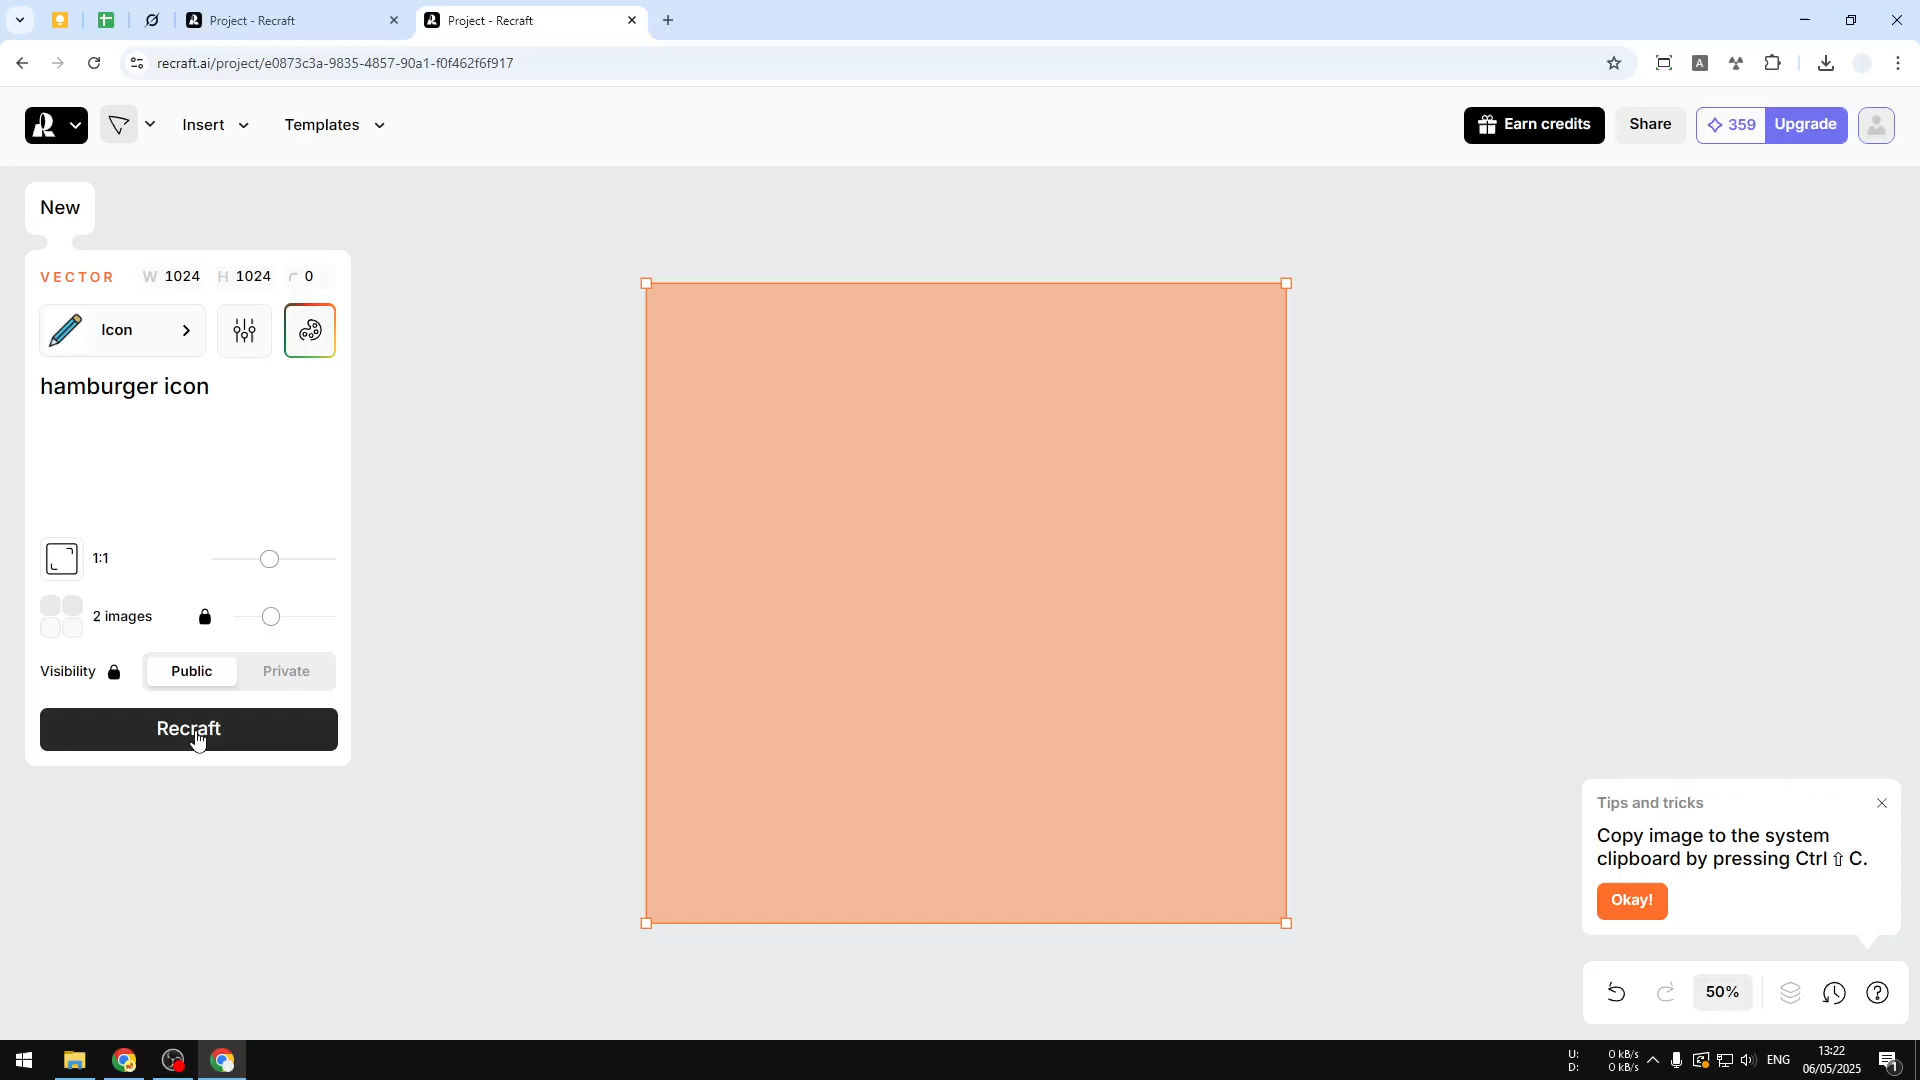 Project - Recraft
Project - Recraft
recraft.ai/project/e0873c3a-9835-4857-90a1-f0f462f6f917
A
Insert
Templates
Earn credits
Share
359
Upgrade
New
VECTOR W 1024 H 1024 0
Icon
hamburger icon
1:1
2 images
Visibility Public Private
Recraft
Tips and tricks
Copy image to the system
clipboard by pressing Ctrl ⇧ C.
Okay!
50%
U: 0 kB/s
D: 0 kB/s
ENG
13:22
06/05/2025
1